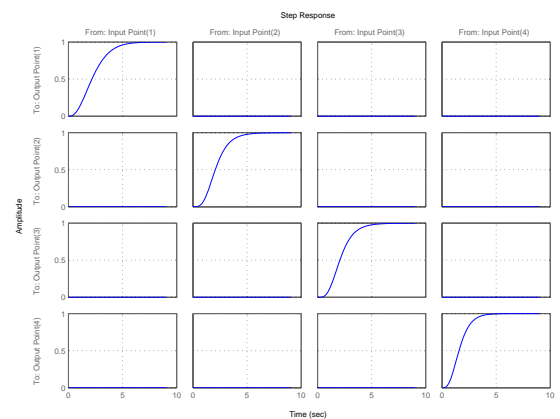 Step Response
From: Input Point(1) From: Input Point(2) From: Input Point(3) From: Input Point(4)
To: Output Point(1)
1
0.5
0
To: Output Point(2)
1
0.5
0
Amplitude
To: Output Point(3)
1
0.5
0
To: Output Point(4)
1
0.5
0
0 5 10 0 5 10 0 5 10 0 5 10
Time (sec)